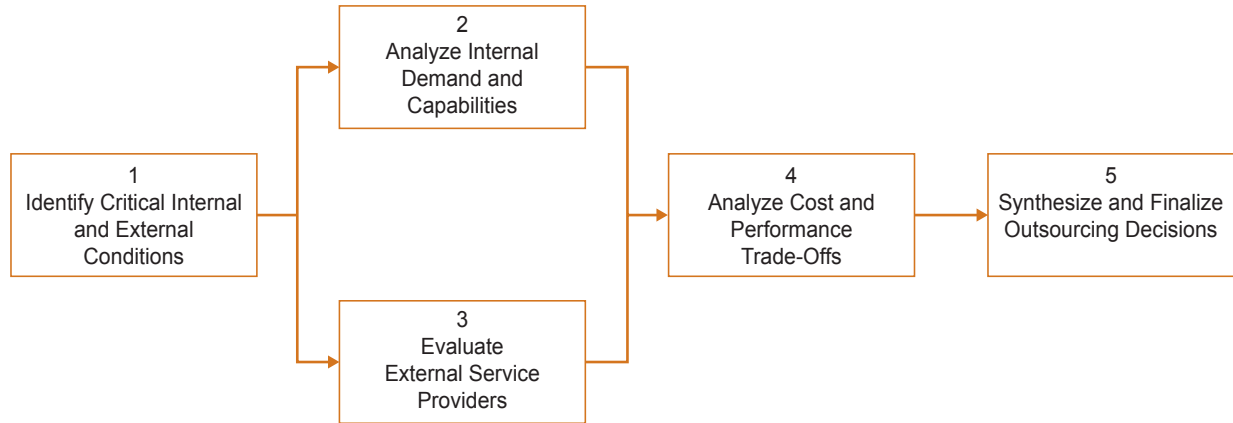 1
Identify Critical Internal
and External
Conditions
2
Analyze Internal
Demand and
Capabilities
3
Evaluate
External Service
Providers
4
Analyze Cost and
Performance
Trade-Offs
5
Synthesize and Finalize
Outsourcing Decisions